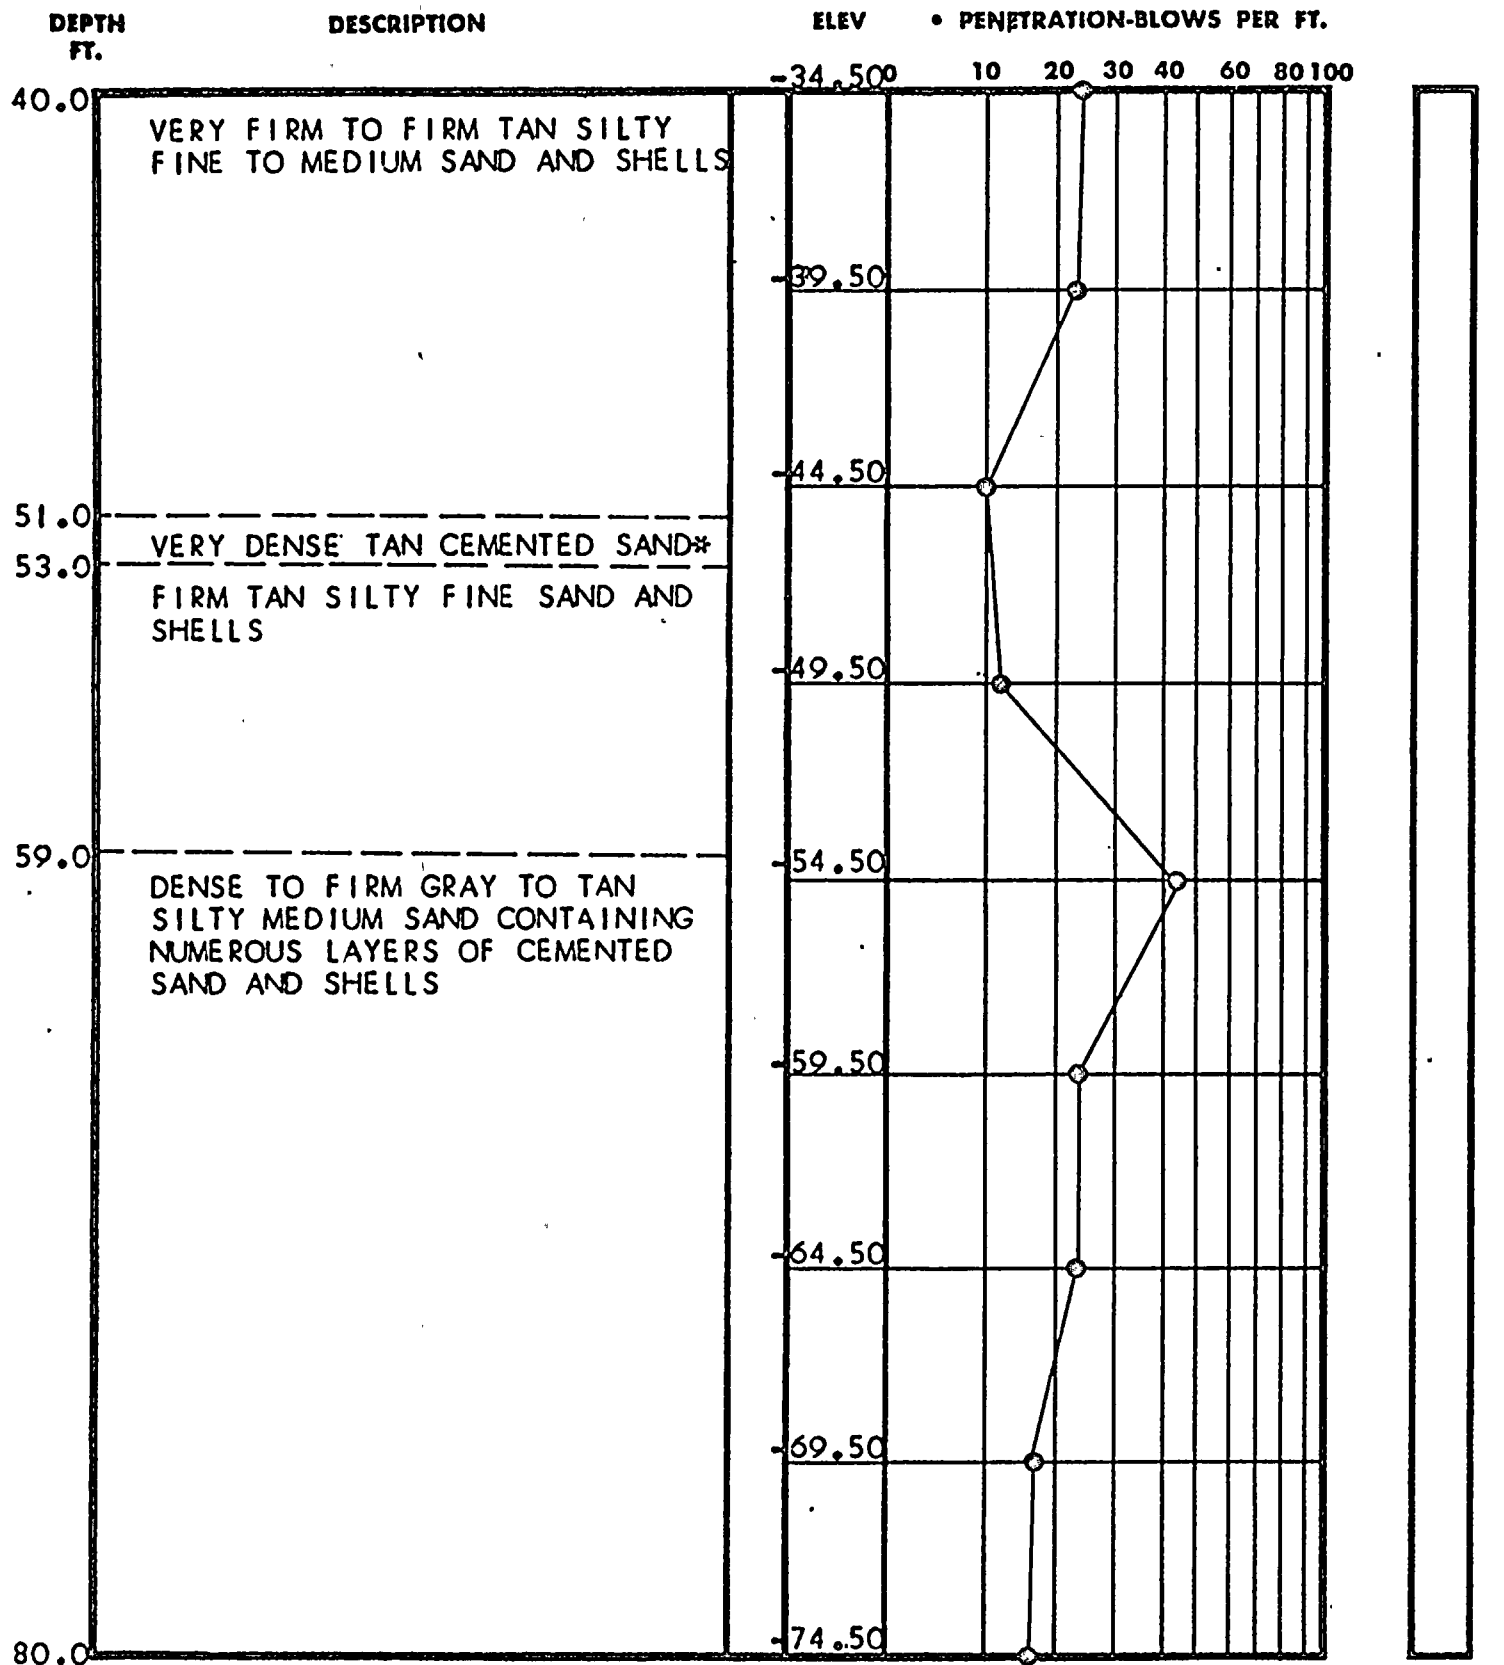 DEPTH FT.
DESCRIPTION
ELEV
• PENETRATION-BLOWS PER FT.
0 10 20 30 40 60 80 100
40.0
-34.50
VERY FIRM TO FIRM TAN SILTY
FINE TO MEDIUM SAND AND SHELLS
-39.50
-44.50
51.0
VERY DENSE TAN CEMENTED SAND*
53.0
FIRM TAN SILTY FINE SAND AND
SHELLS
-49.50
59.0
-54.50
DENSE TO FIRM GRAY TO TAN
SILTY MEDIUM SAND CONTAINING
NUMEROUS LAYERS OF CEMENTED
SAND AND SHELLS
-59.50
-64.50
-69.50
-74.50
80.0